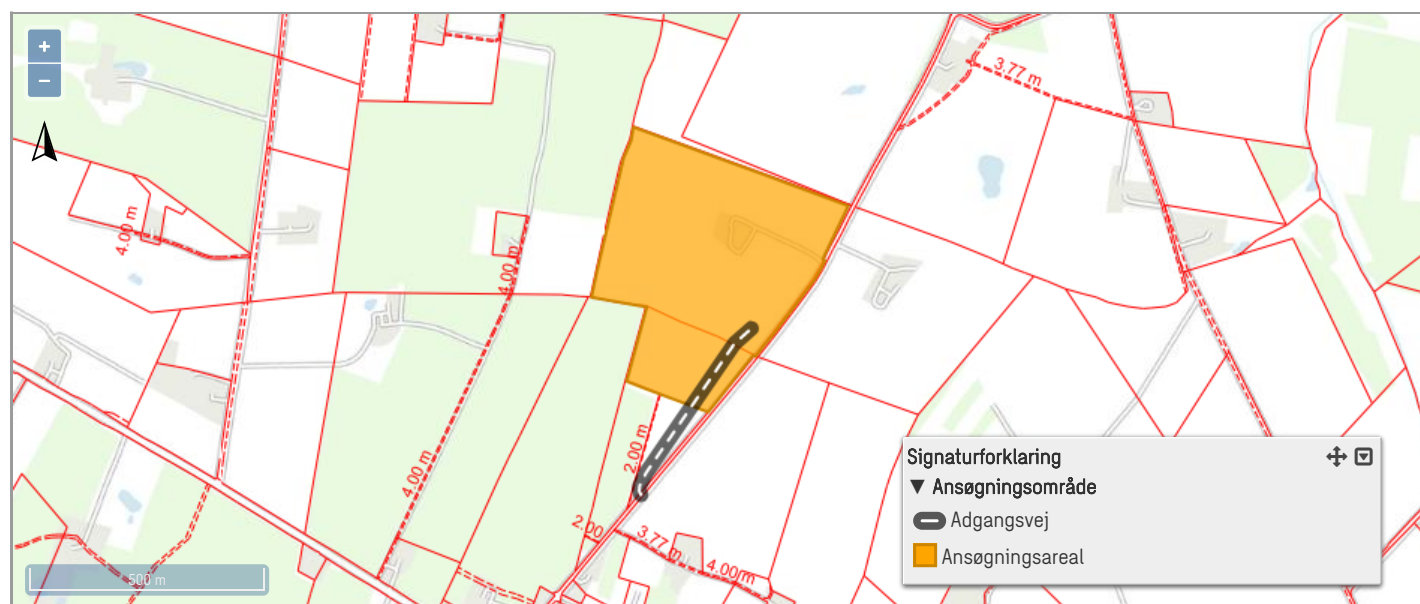 +
−
3.77 m
4.00 m
4.00 m
4.00 m
2.00 m
2.00
3.77 m
4.00m
500 m
Signaturforklaring
▼ Ansøgningsområde
Adgangsvej
Ansøgningsareal